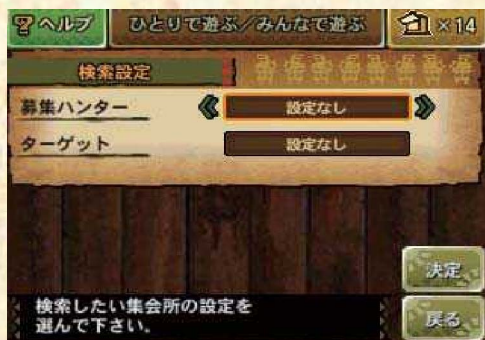 ?ヘルプ
ひとりで遊ぶ/みんなで遊ぶ
×14
検索設定
募集ハンター
設定なし
ターゲット
設定なし
決定
検索したい集会所の設定を
選んで下さい。
戻る